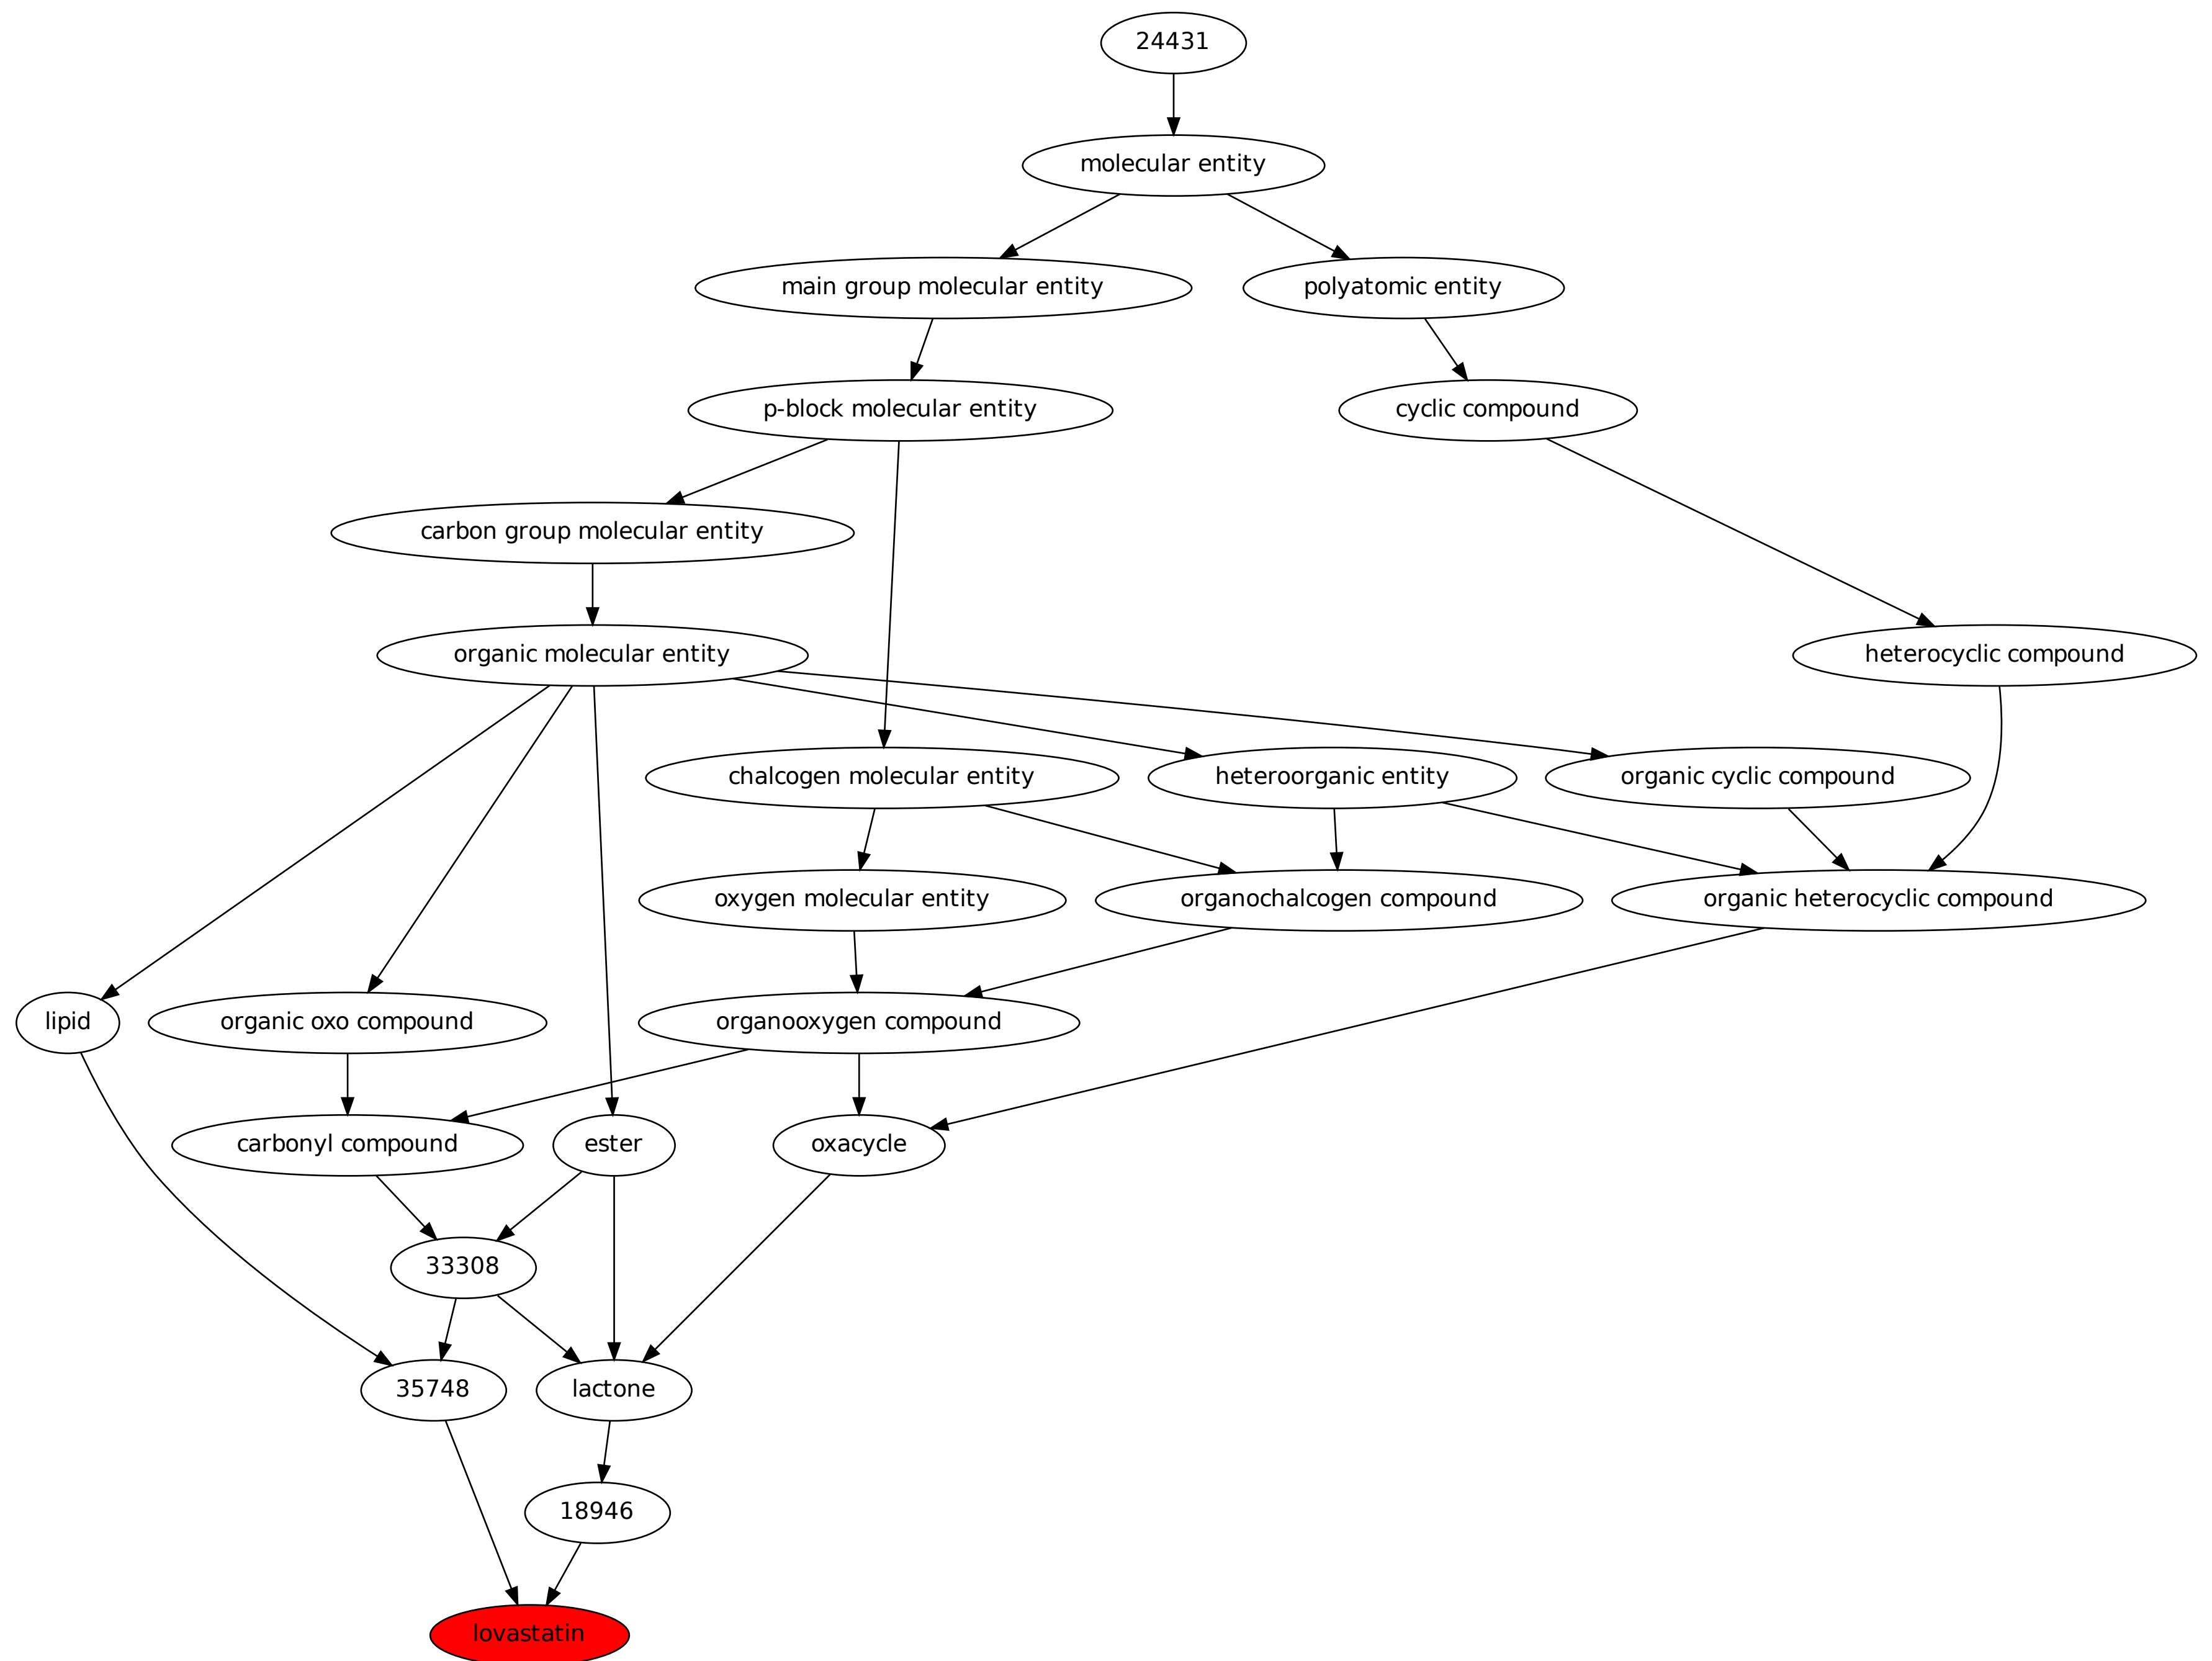 24431
molecular entity
main group molecular entity
polyatomic entity
p-block molecular entity
cyclic compound
carbon group molecular entity
organic molecular entity
heterocyclic compound
chalcogen molecular entity
heteroorganic entity
organic cyclic compound
oxygen molecular entity
organochalcogen compound
organic heterocyclic compound
lipid
organic oxo compound
organooxygen compound
carbonyl compound
ester
oxacycle
33308
35748
lactone
18946
lovastatin